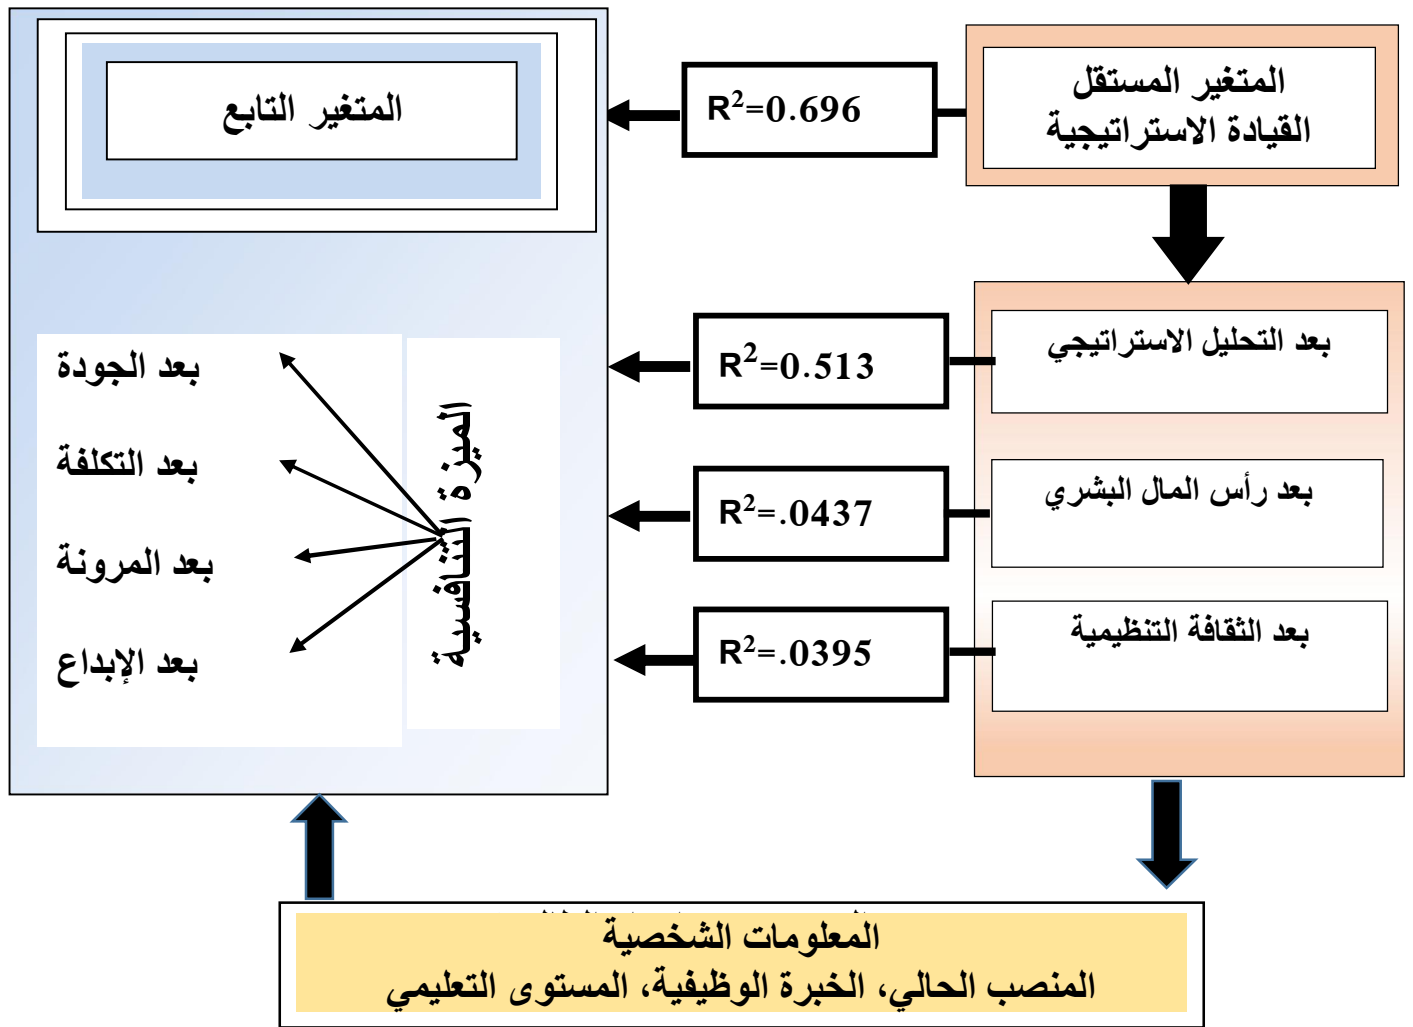 المتغير المستقل
القيادة الاستراتيجية
R²=0.696
المتغير التابع
بعد التحليل الاستراتيجي
R²=0.513
بعد رأس المال البشري
R²=.0437
بعد الثقافة التنظيمية
R²=.0395
الميزة التنافسية
بعد الجودة
بعد التكلفة
بعد المرونة
بعد الإبداع
المعلومات الشخصية
المنصب الحالي، الخبرة الوظيفية، المستوى التعليمي